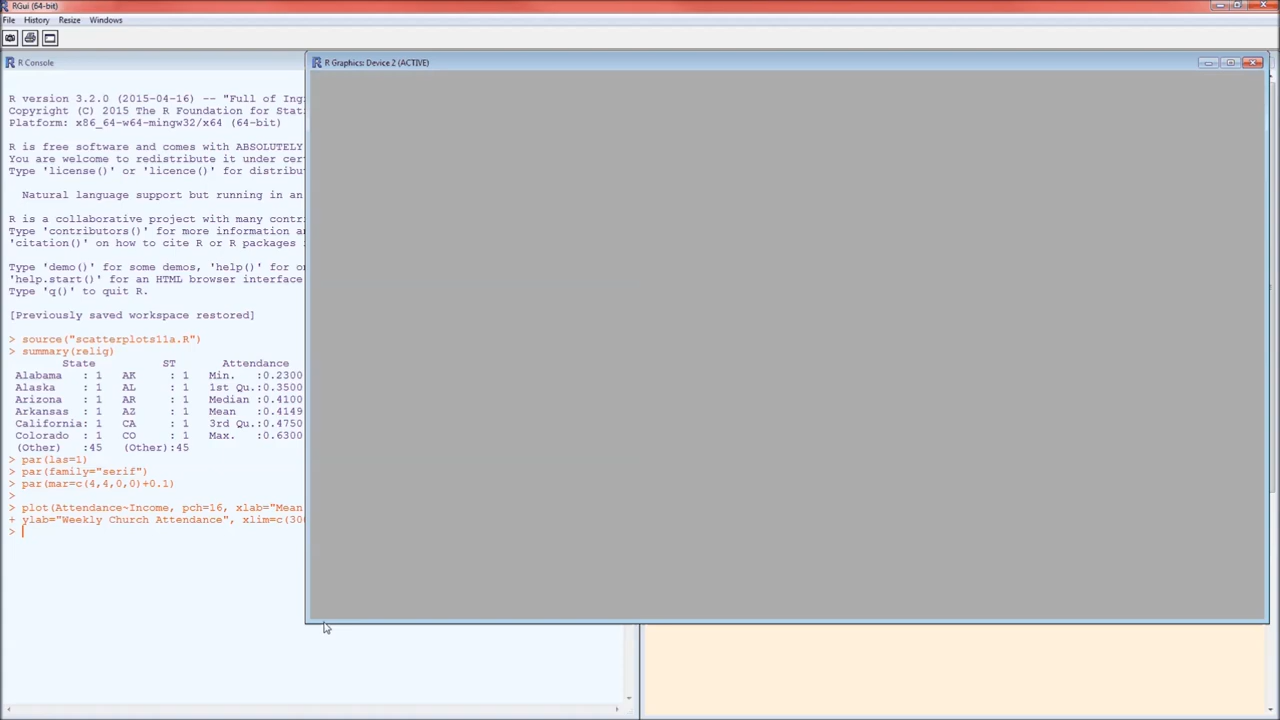 RGui (64-bit)
File History Resize Windows
R Console
R Graphics: Device 2 (ACTIVE)
R version 3.2.0 (2015-04-16) -- "Full of Ing
Copyright (C) 2015 The R Foundation for Stat
Platform: x86_64-w64-mingw32/x64 (64-bit)
R is free software and comes with ABSOLUTELY
You are welcome to redistribute it under cer
Type 'license()' or 'licence()' for distribut
Natural language support but running in an
R is a collaborative project with many contri
Type 'contributors()' for more information an
'citation()' on how to cite R or R packages i
Type 'demo()' for some demos, 'help()' for on
'help.start()' for an HTML browser interface
Type 'q()' to quit R.
[Previously saved workspace restored]
> source("scatterplots11a.R")
> summary(relig)
State ST Attendance
Alabama : 1 AK : 1 Min. :0.2300
Alaska : 1 AL : 1 1st Qu.:0.3500
Arizona : 1 AR : 1 Median :0.4100
Arkansas : 1 AZ : 1 Mean :0.4149
California: 1 CA : 1 3rd Qu.:0.4750
Colorado : 1 CO : 1 Max. :0.6300
(Other) :45 (Other):45
> par(las=1)
> par(family="serif")
> par(mar=c(4,4,0,0)+0.1)
>
> plot(Attendance~Income, pch=16, xlab="Mean
+ ylab="Weekly Church Attendance", xlim=c(300
>